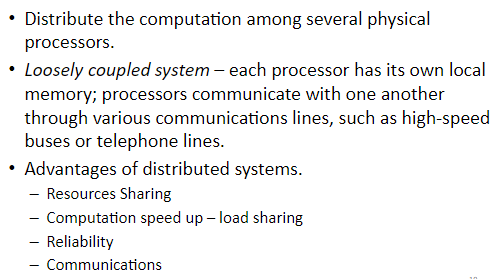 • Distribute the computation among several physical
processors.
• Loosely coupled system – each processor has its own local
memory; processors communicate with one another
through various communications lines, such as high-speed
buses or telephone lines.
• Advantages of distributed systems.
– Resources Sharing
– Computation speed up – load sharing
– Reliability
– Communications